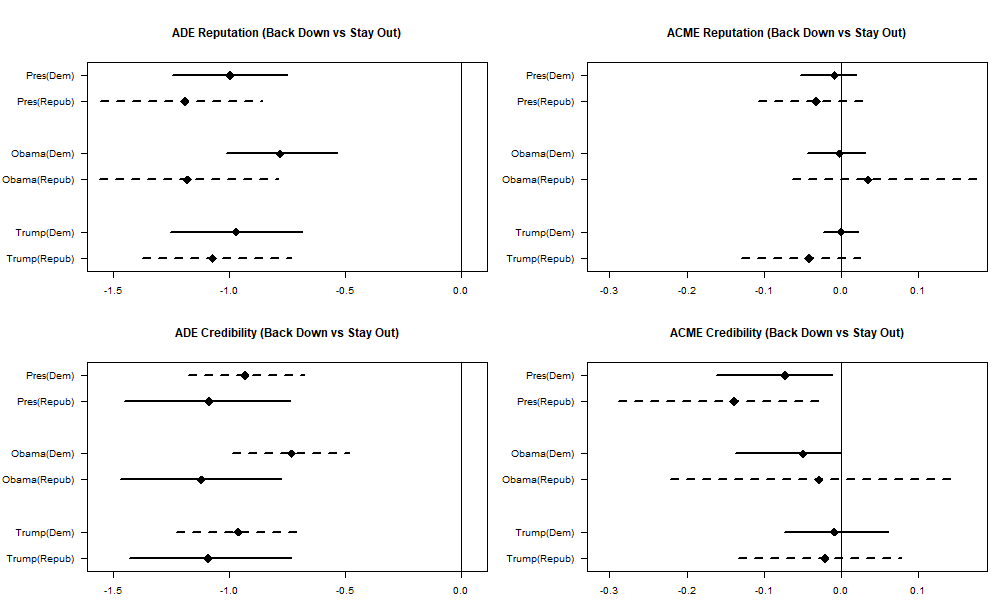 ADE Reputation (Back Down vs Stay Out)
Pres(Dem)
Pres(Repub)
Obama(Dem)
Obama(Repub)
Trump(Dem)
Trump(Repub)
-1.5 -1.0 -0.5 0.0
ACME Reputation (Back Down vs Stay Out)
Pres(Dem)
Pres(Repub)
Obama(Dem)
Obama(Repub)
Trump(Dem)
Trump(Repub)
-0.3 -0.2 -0.1 0.0 0.1
ADE Credibility (Back Down vs Stay Out)
Pres(Dem)
Pres(Repub)
Obama(Dem)
Obama(Repub)
Trump(Dem)
Trump(Repub)
-1.5 -1.0 -0.5 0.0
ACME Credibility (Back Down vs Stay Out)
Pres(Dem)
Pres(Repub)
Obama(Dem)
Obama(Repub)
Trump(Dem)
Trump(Repub)
-0.3 -0.2 -0.1 0.0 0.1